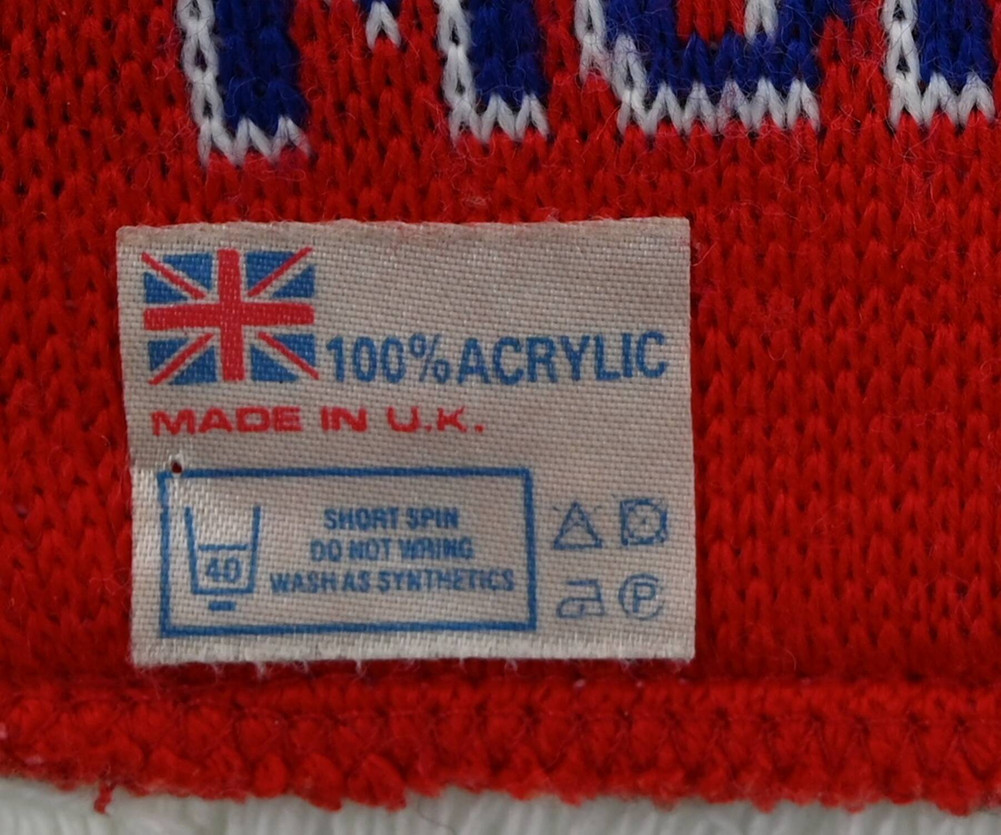 100% ACRYLIC
MADE IN U.K.
SHORT SPIN
DO NOT WRING
40
WASH AS SYNTHETICS
P